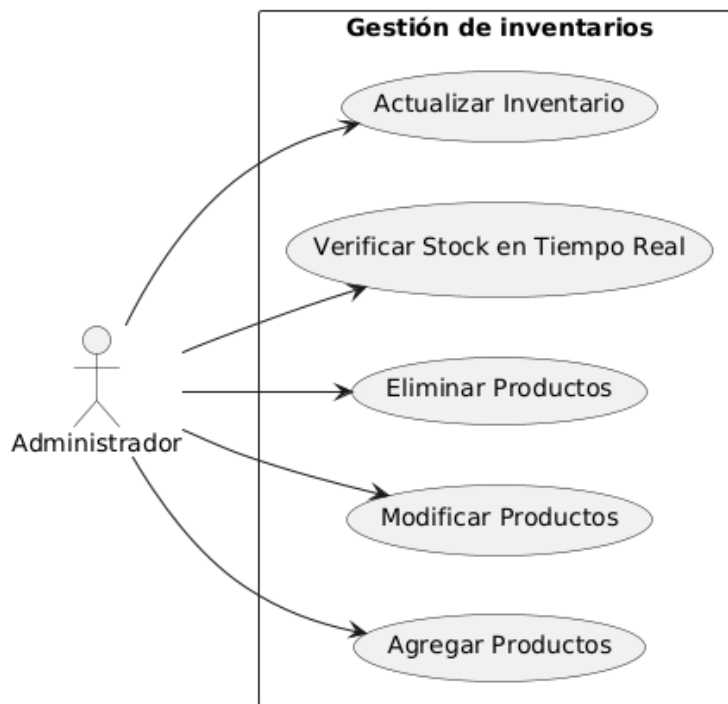 Gestión de inventarios
Actualizar Inventario
Verificar Stock en Tiempo Real
Eliminar Productos
Administrador
Modificar Productos
Agregar Productos